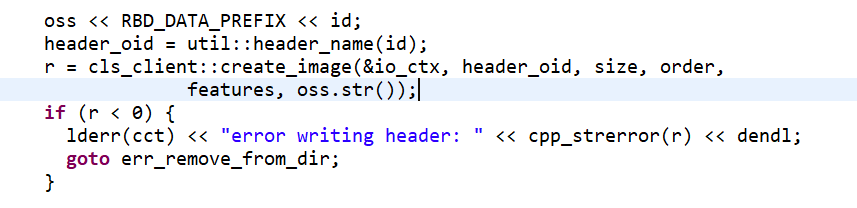 oss << RBD_DATA_PREFIX << id;
header_oid = util::header_name(id);
r = cls_client::create_image(&io_ctx, header_oid, size, order,
features, oss.str());
if (r < 0) {
lderr(cct) << "error writing header: " << cpp_strerror(r) << dendl;
goto err_remove_from_dir;
}